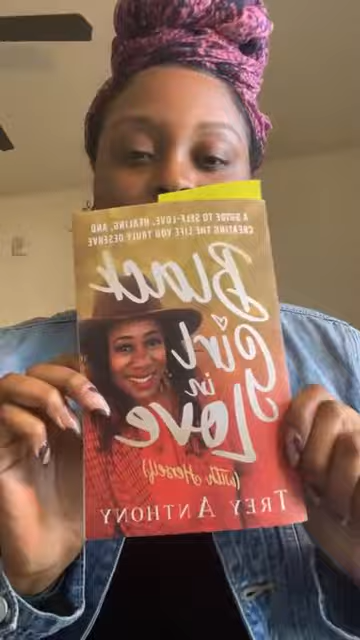 A GUIDE TO SELF-LOVE, HEALING, AND
CREATING THE LIFE YOU TRULY DESERVE
Black
Girl
in
Love
(with Herself)
TREY ANTHONY